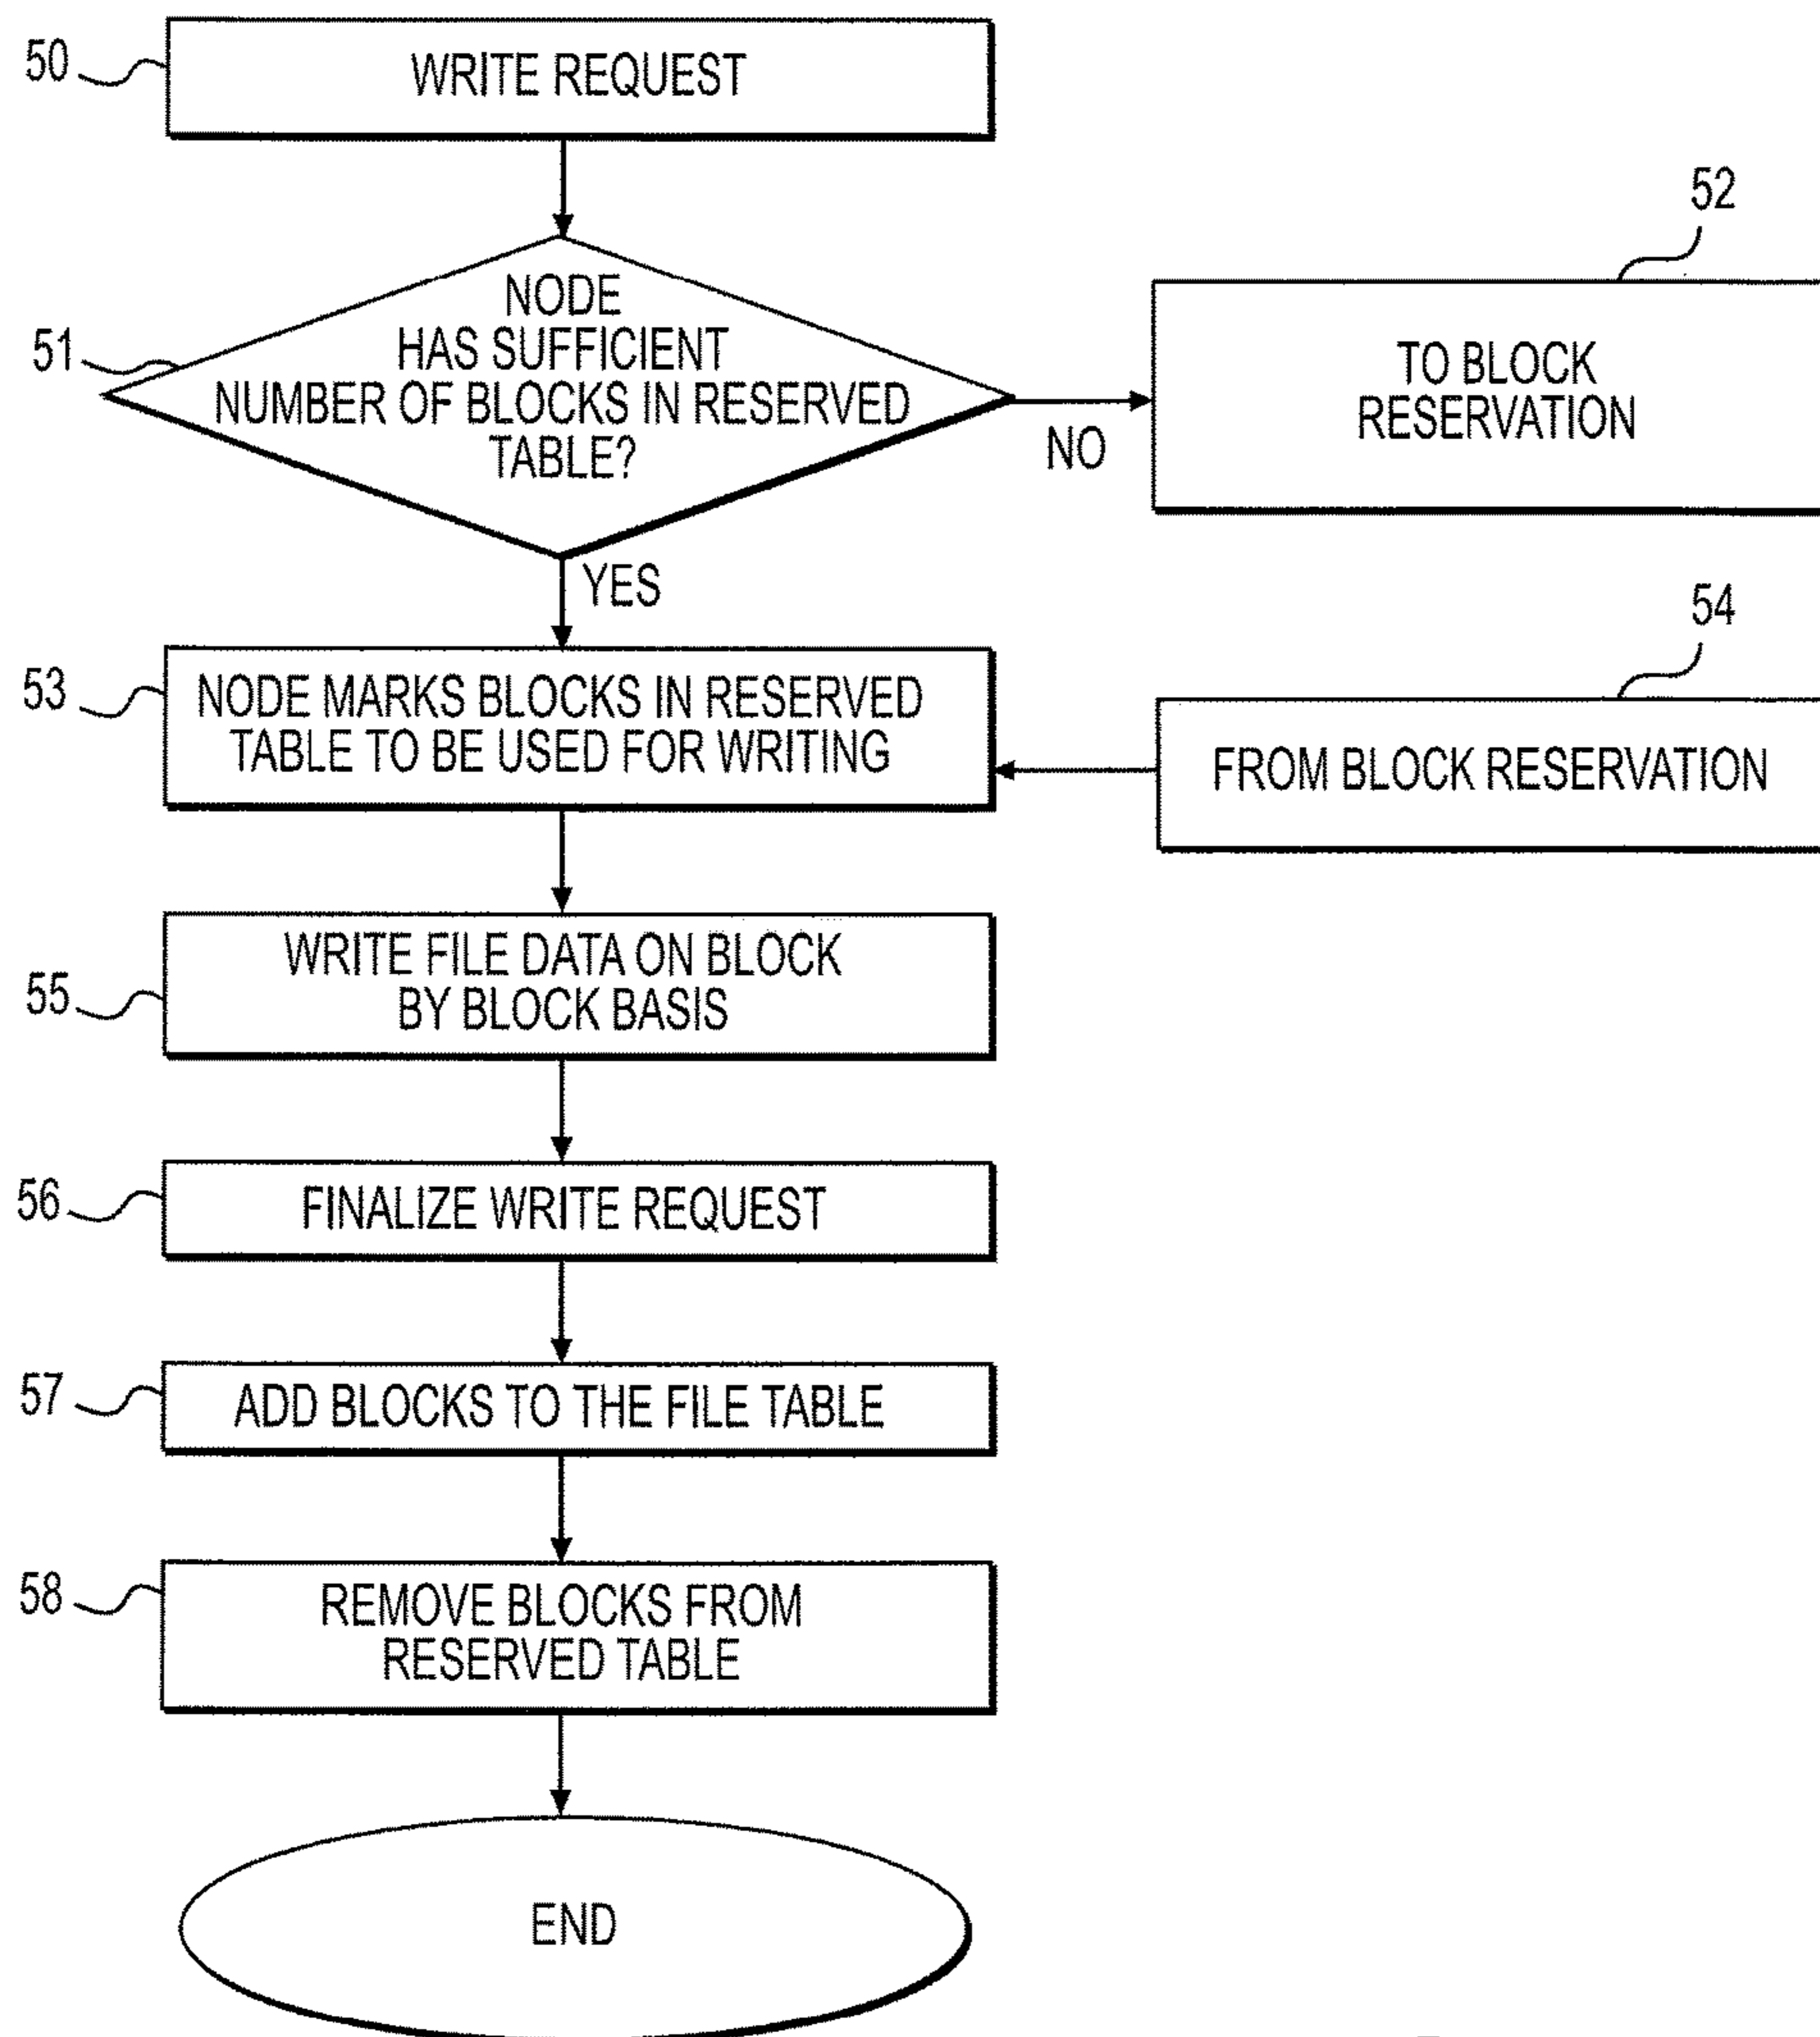 50
WRITE REQUEST
52
51
NODE
HAS SUFFICIENT
NUMBER OF BLOCKS IN RESERVED
TABLE?
TO BLOCK
RESERVATION
NO
YES
54
53
NODE MARKS BLOCKS IN RESERVED
TABLE TO BE USED FOR WRITING
FROM BLOCK RESERVATION
55
WRITE FILE DATA ON BLOCK
BY BLOCK BASIS
56
FINALIZE WRITE REQUEST
57
ADD BLOCKS TO THE FILE TABLE
58
REMOVE BLOCKS FROM
RESERVED TABLE
END